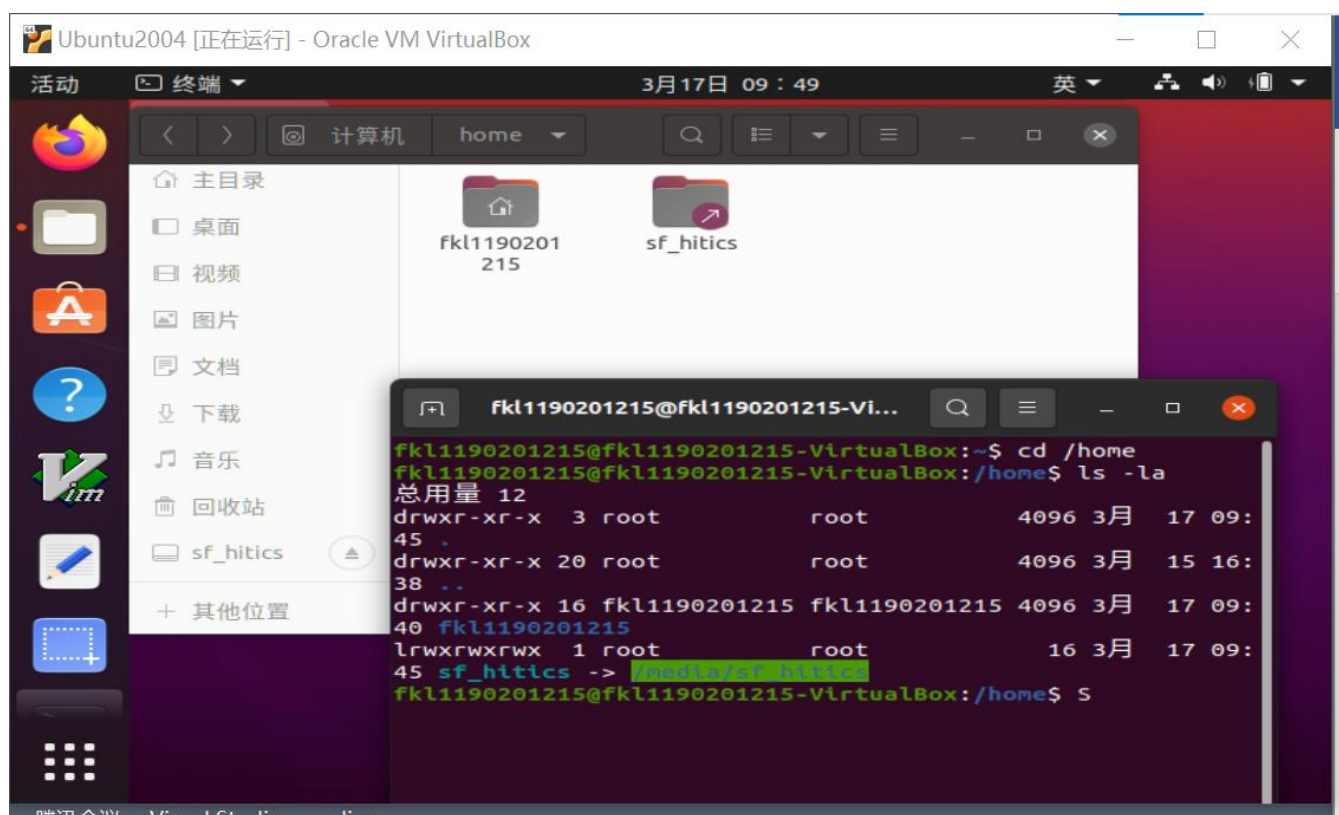 Ubuntu2004 [正在运行] - Oracle VM VirtualBox
活动 终端 3月17日 09：49 英
计算机 home
主目录
桌面
视频
图片
文档
下载
音乐
回收站
sf_hitics
+ 其他位置
fkl1190201
215
sf_hitics
Vim
fkl1190201215@fkl1190201215-Vi...
fkl1190201215@fkl1190201215-VirtualBox:~$ cd /home
fkl1190201215@fkl1190201215-VirtualBox:/home$ ls -la
总用量 12
drwxr-xr-x 3 root root 4096 3月 17 09:
45 .
drwxr-xr-x 20 root root 4096 3月 15 16:
38 ..
drwxr-xr-x 16 fkl1190201215 fkl1190201215 4096 3月 17 09:
40 fkl1190201215
lrwxrwxrwx 1 root root 16 3月 17 09:
45 sf_hitics -> /media/sf_hitics
fkl1190201215@fkl1190201215-VirtualBox:/home$ S